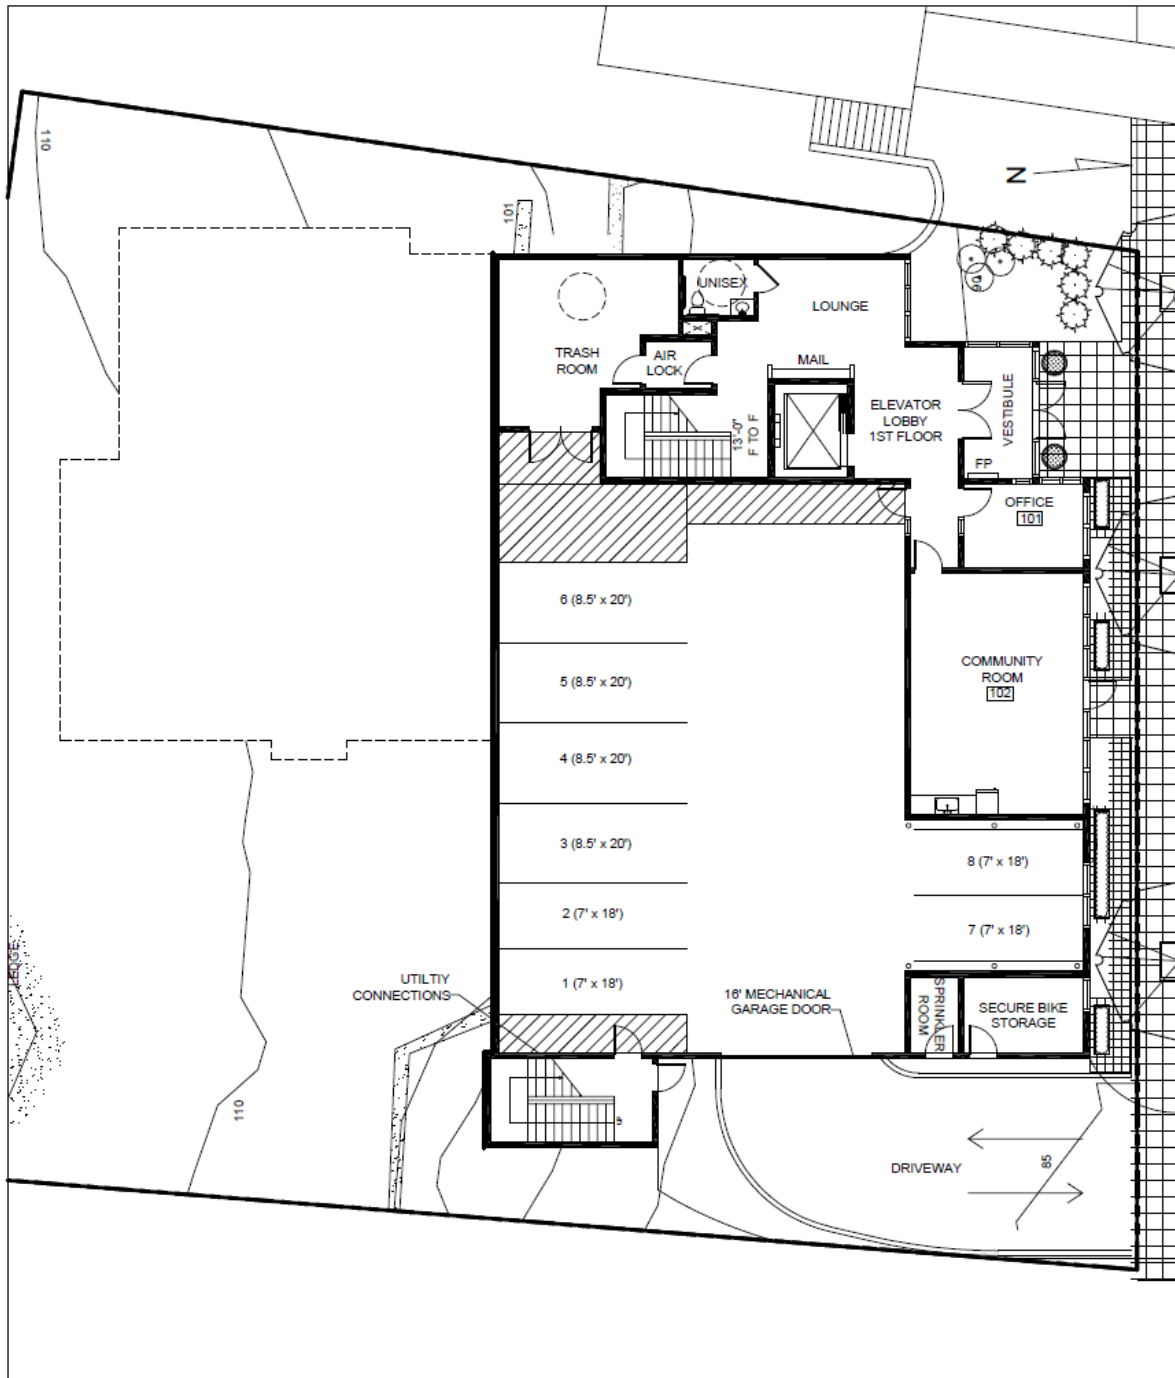 110
101
N
90
UNISEX
LOUNGE
TRASH
ROOM
AIR
LOCK
MAIL
13'-0"
F TO F
ELEVATOR
LOBBY
1ST FLOOR
VESTIBULE
FP
OFFICE
101
6 (8.5' x 20')
5 (8.5' x 20')
4 (8.5' x 20')
3 (8.5' x 20')
2 (7' x 18')
1 (7' x 18')
COMMUNITY
ROOM
102
8 (7' x 18')
7 (7' x 18')
LEDGE
UTILTIY
CONNECTIONS
16' MECHANICAL
GARAGE DOOR
SPRINKLER
ROOM
SECURE BIKE
STORAGE
110
DRIVEWAY
85